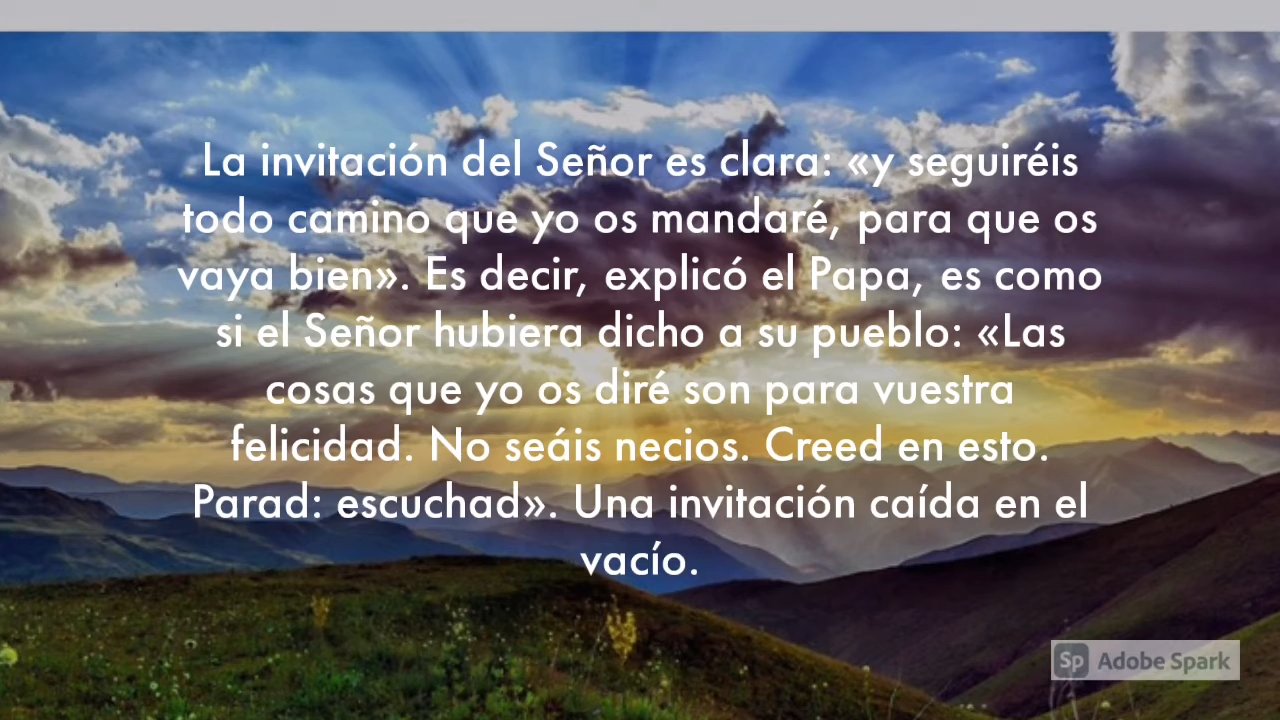 La invitación del Señor es clara: «y seguiréis
todo camino que yo os mandaré, para que os
vaya bien». Es decir, explicó el Papa, es como
si el Señor hubiera dicho a su pueblo: «Las
cosas que yo os diré son para vuestra
felicidad. No seáis necios. Creed en esto.
Parad: escuchad». Una invitación caída en el
vacío.
Sp Adobe Spark